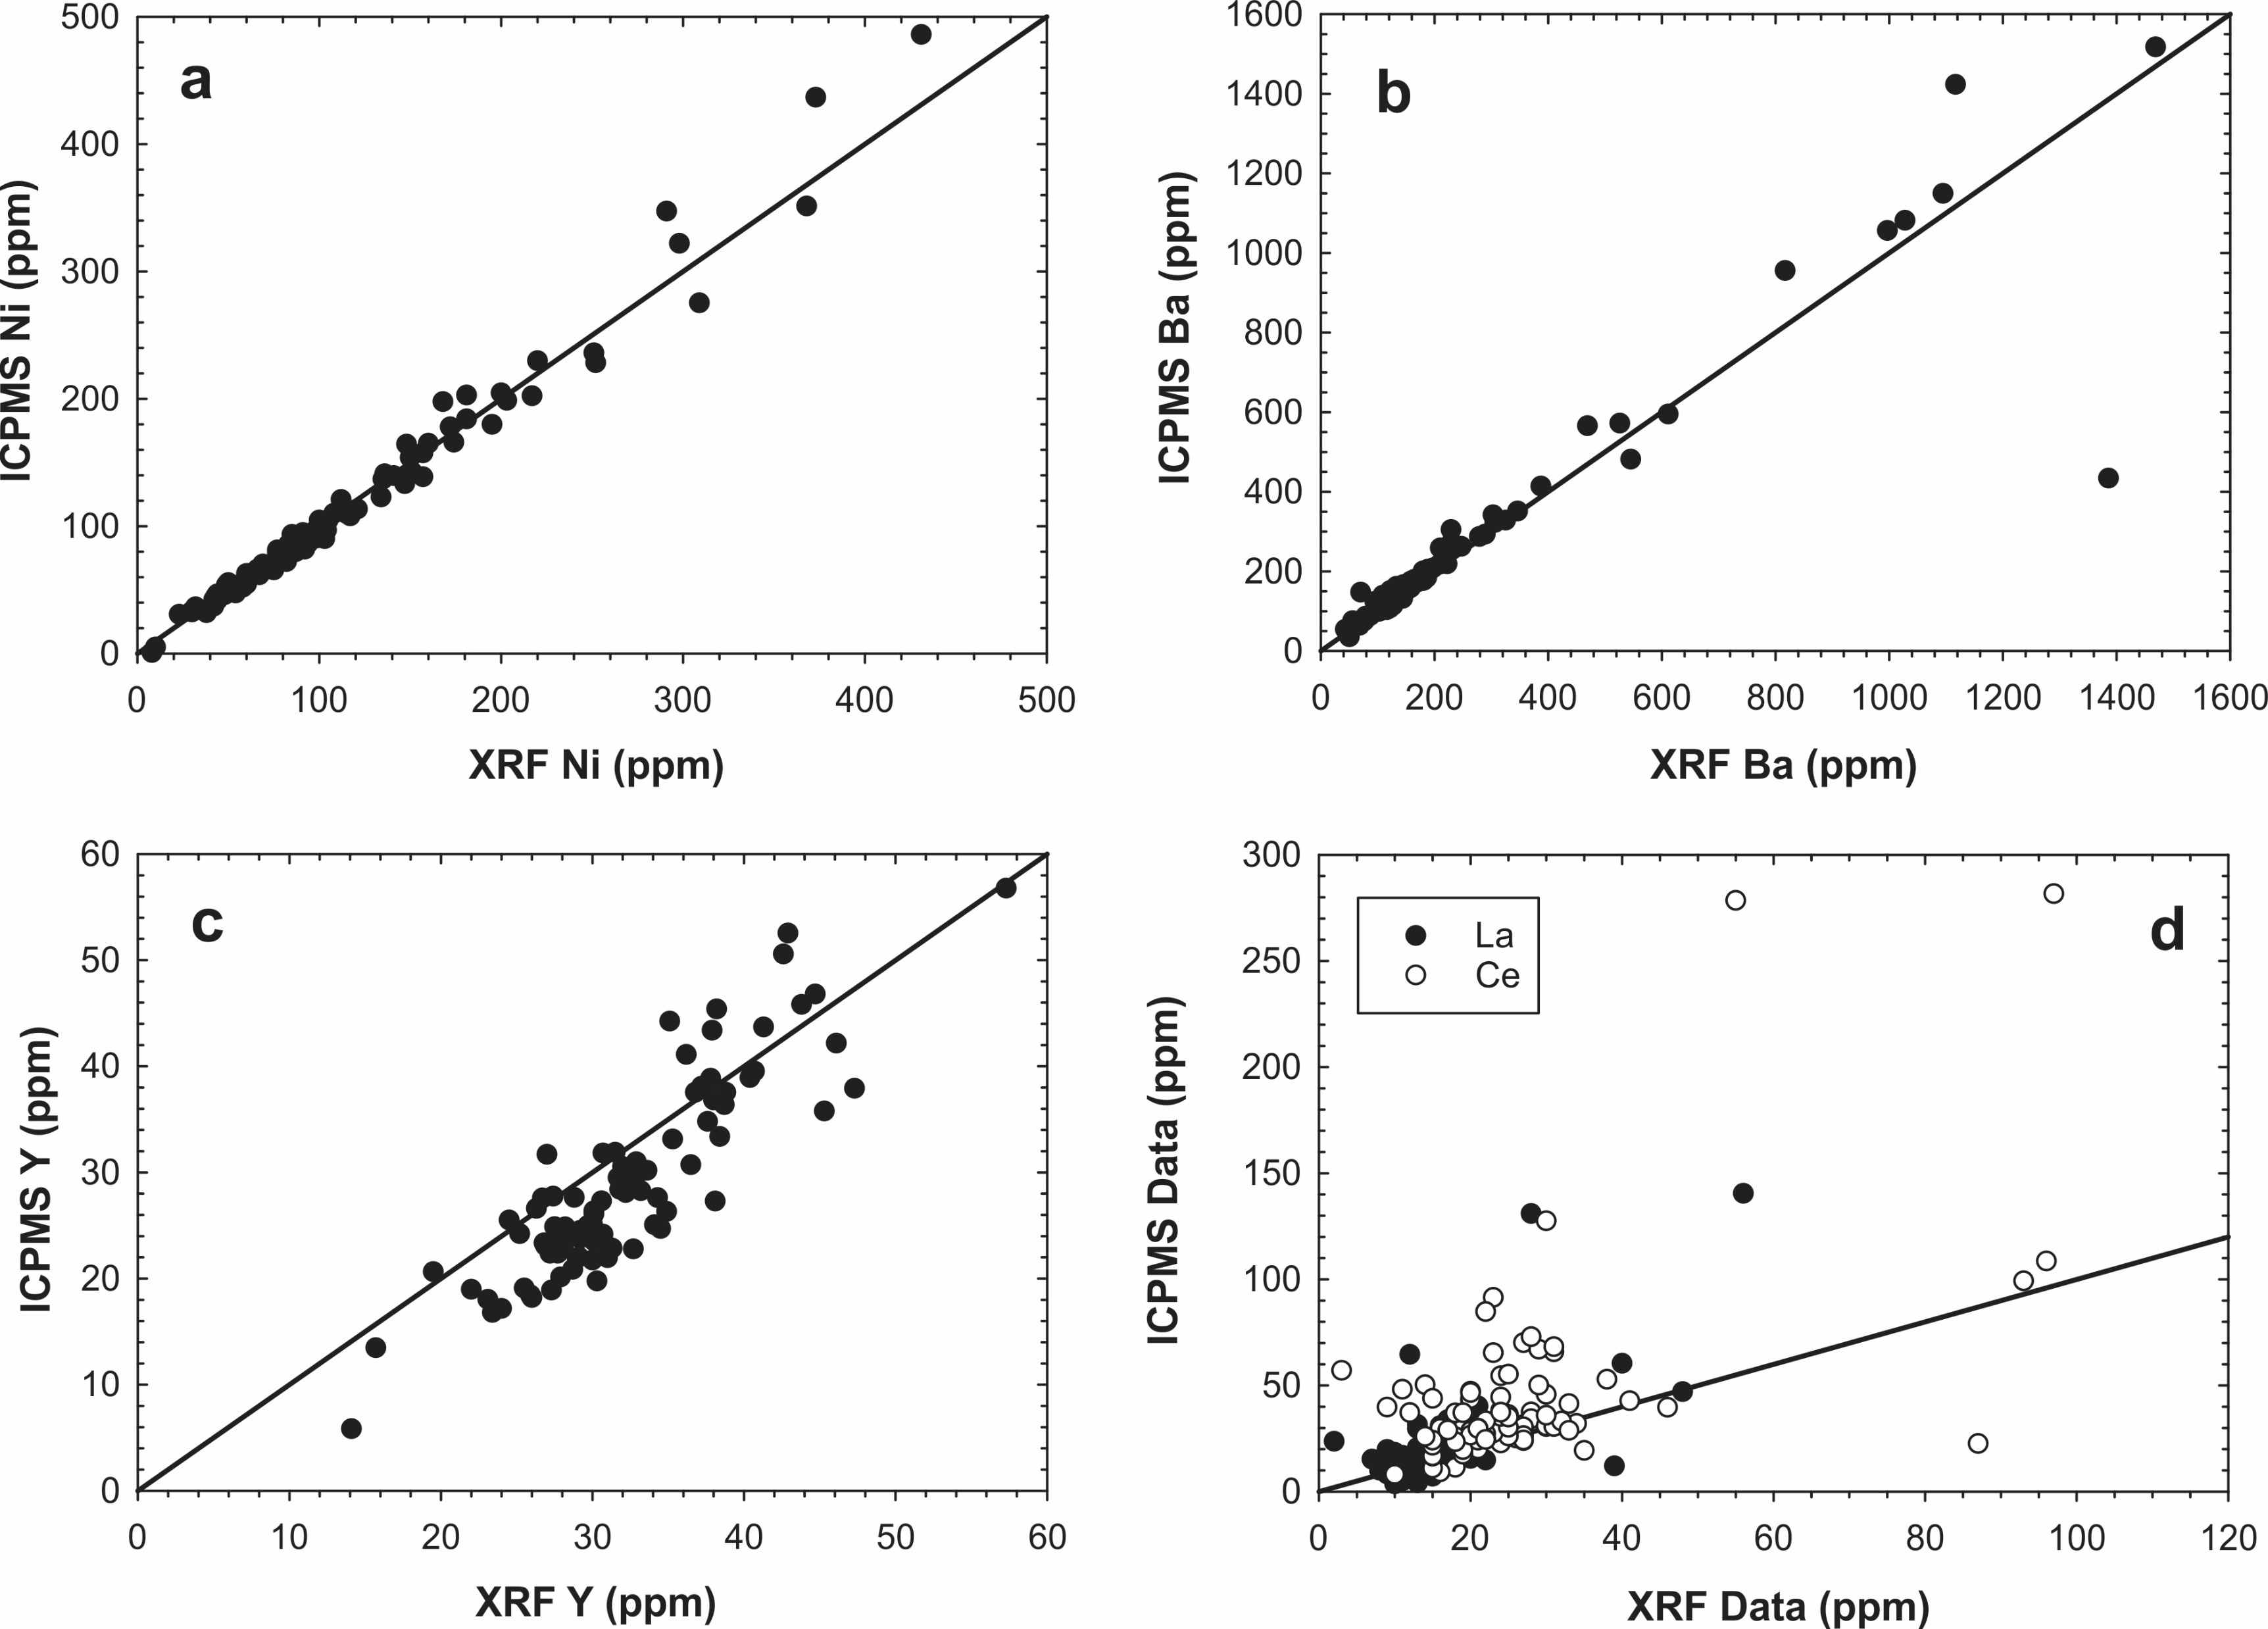 a
500
400
300
200
100
0
ICPMS Ni (ppm)
0 100 200 300 400 500
XRF Ni (ppm)
b
1600
1400
1200
1000
800
600
400
200
0
ICPMS Ba (ppm)
0 200 400 600 800 1000 1200 1400 1600
XRF Ba (ppm)
c
60
50
40
30
20
10
0
ICPMS Y (ppm)
0 10 20 30 40 50 60
XRF Y (ppm)
d
La
Ce
300
250
200
150
100
50
0
ICPMS Data (ppm)
0 20 40 60 80 100 120
XRF Data (ppm)